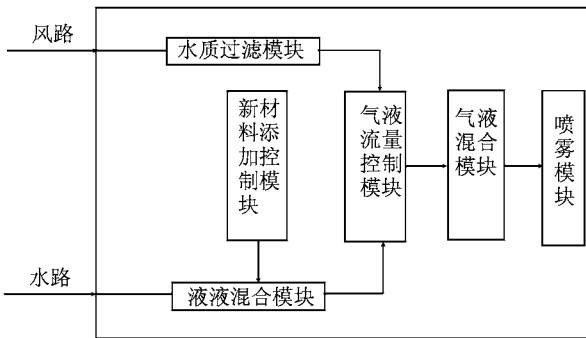 风路
水质过滤模块
新材
料添
加控
制模
块
气液
流量
控制
模块
气液
混合
模块
喷雾模块
水路
液液混合模块